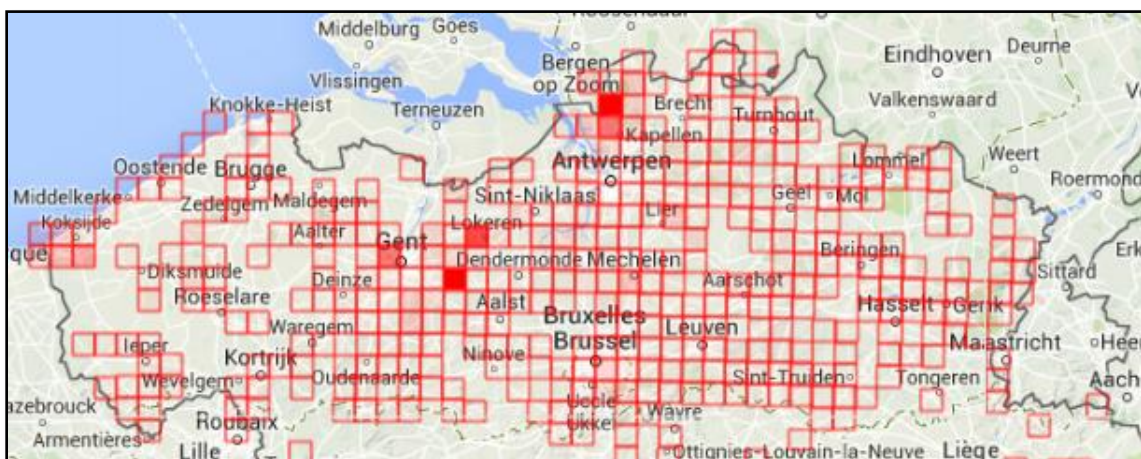 Middelburg
Goes
Bergen
op Zoom
Eindhoven
Deurne
Vlissingen
Terneuzen
Valkenswaard
Knokke-Heist
Brecht
Turnhout
Kapellen
Oostende
Brugge
Antwerpen
Lommel
Weert
Middelkerke
Zedelgem
Maldegem
Sint-Niklaas
Geel
Mol
Roermond
Koksijde
Lokeren
Lier
que
Aalter
Gent
Beringen
Diksmuide
Deinze
Dendermonde
Mechelen
Aarschot
Sittard
Roeselare
Aalst
Hasselt
Genk
Bruxelles
Brussel
Leuven
Waregem
Ieper
Kortrijk
Ninove
Maastricht
Wevelgem
Oudenaarde
Sint-Truiden
Tongeren
Aach
azebrouck
Roubaix
Uccle
Ukkel
Wavre
Armentières
Lille
Ottignies-Louvain-la-Neuve
Liège